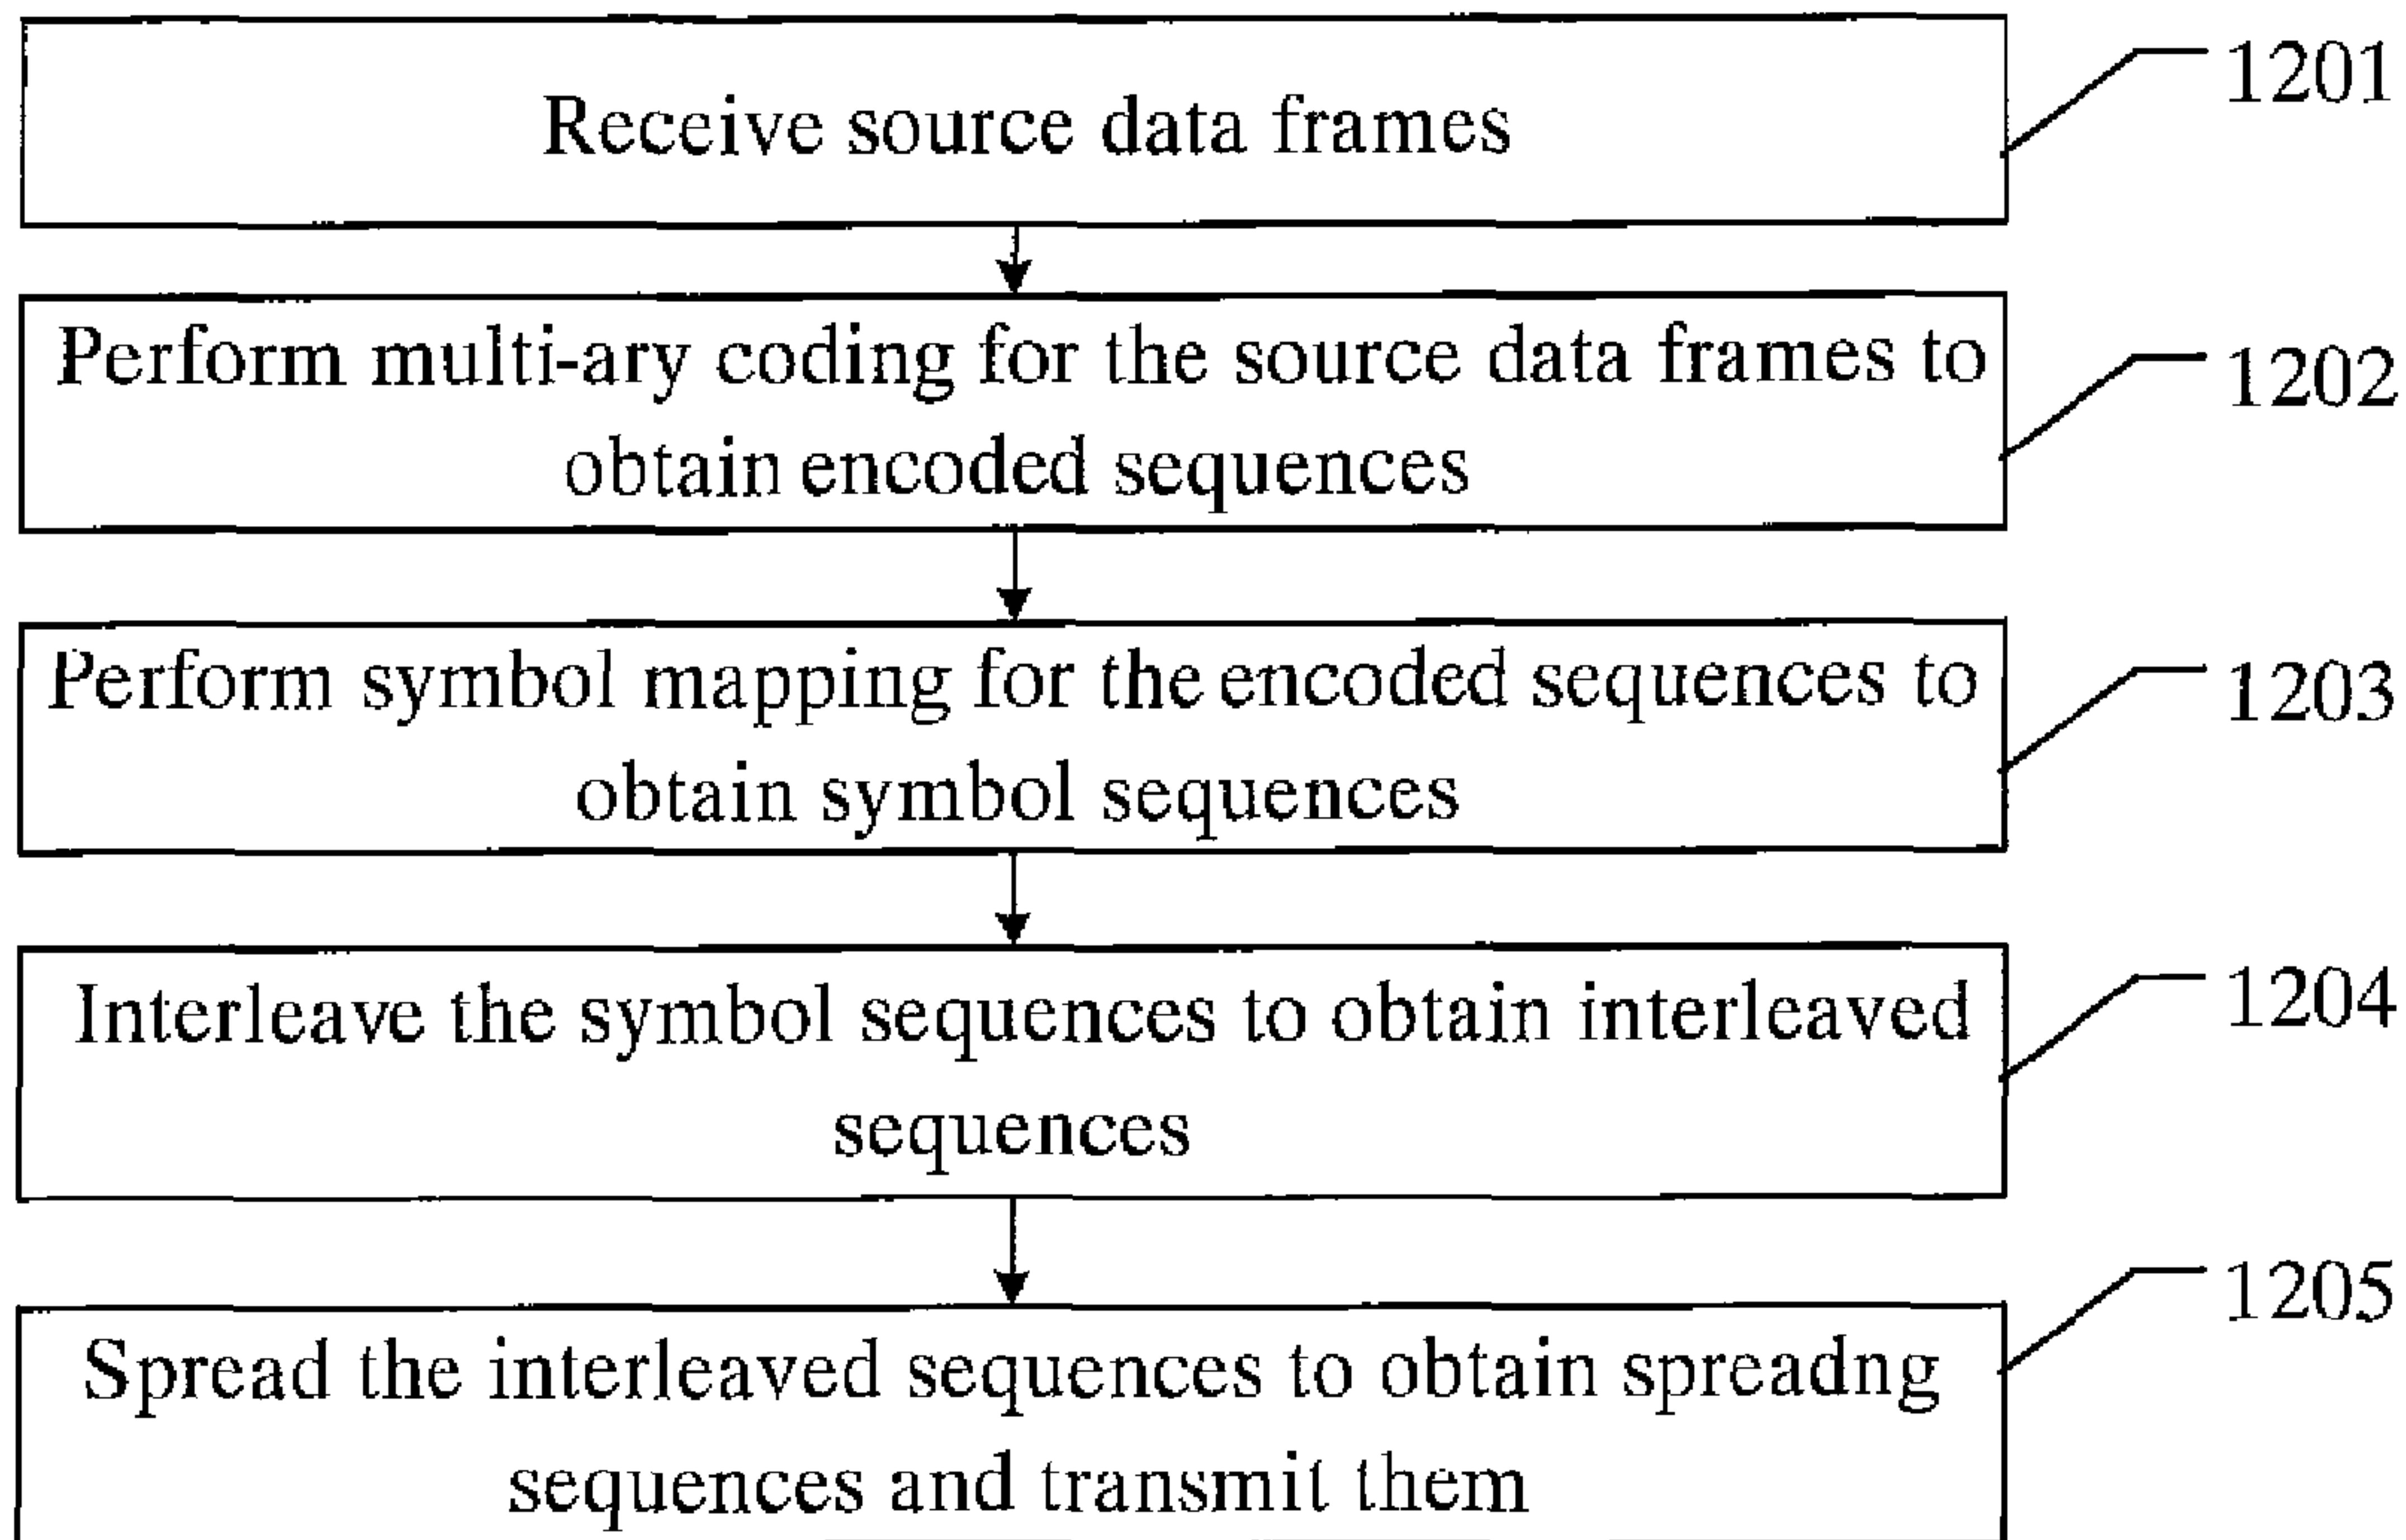 Receive source data frames
1201
Perform multi-ary coding for the source data frames to
obtain encoded sequences
1202
Perform symbol mapping for the encoded sequences to
obtain symbol sequences
1203
Interleave the symbol sequences to obtain interleaved
sequences
1204
Spread the interleaved sequences to obtain spreadng
sequences and transmit them
1205